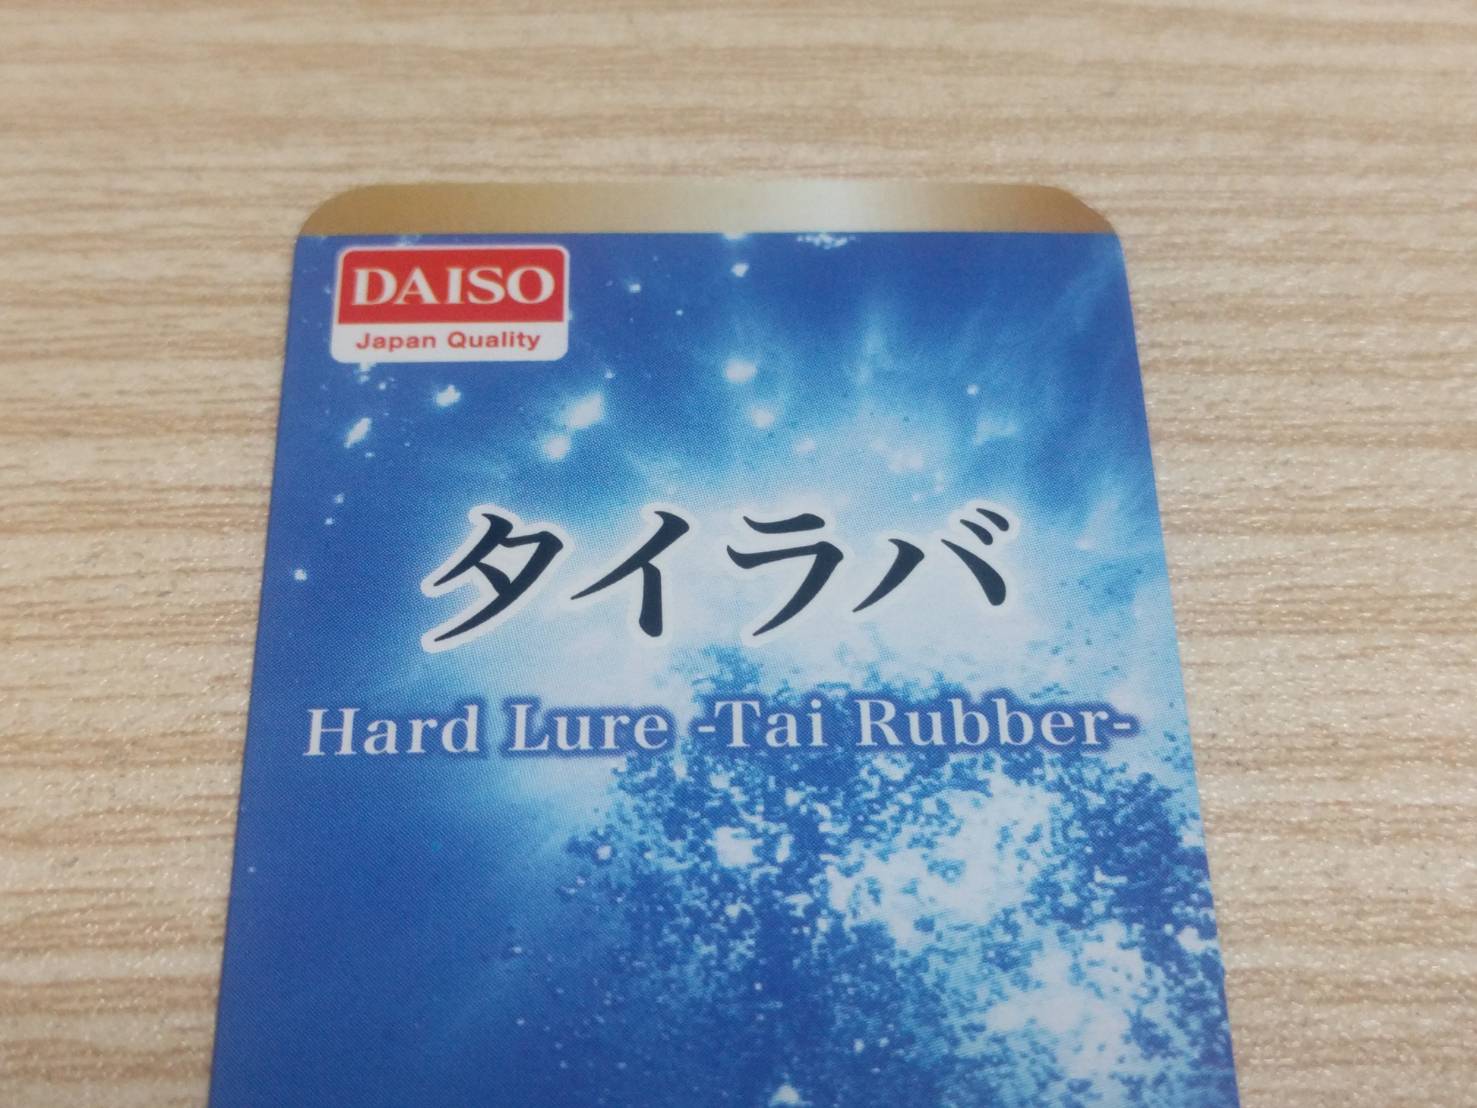 DAISO
Japan Quality
タイラバ
Hard Lure -Tai Rubber-